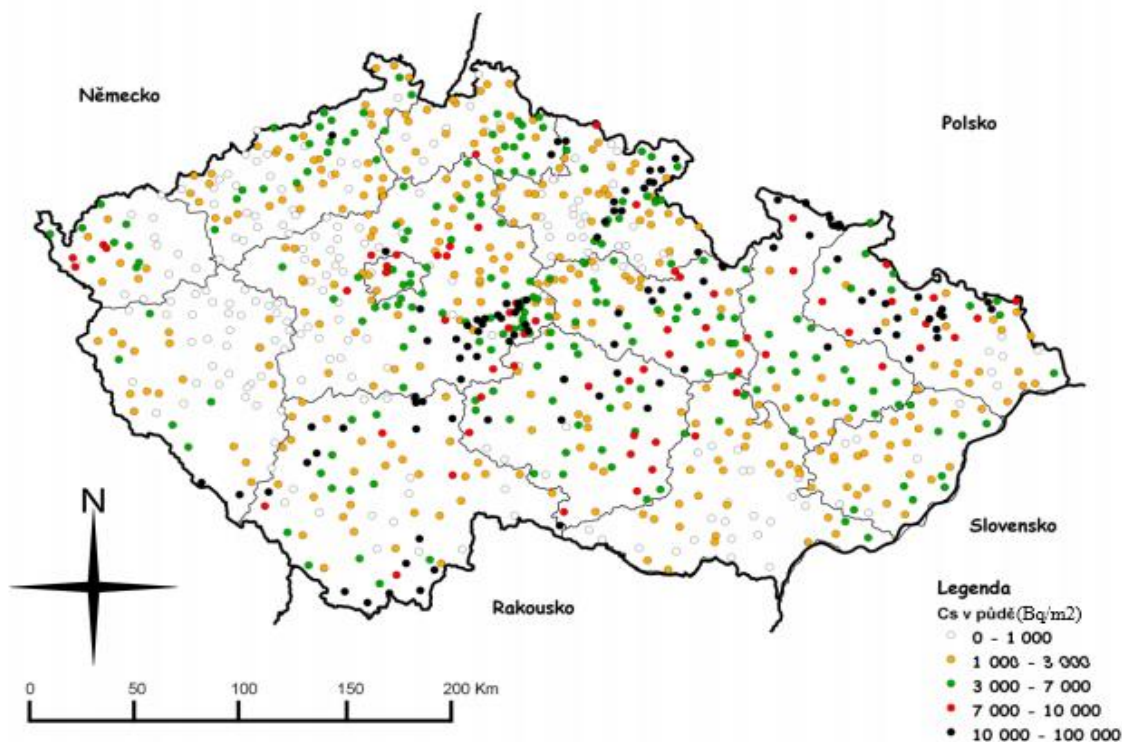 Německo
Polsko
N
Slovensko
Rakousko
Legenda
Cs v půdě(Bq/m2)
0 - 1 000
1 000 - 3 000
3 000 - 7 000
7 000 - 10 000
10 000 - 100 000
0 50 100 150 200 Km